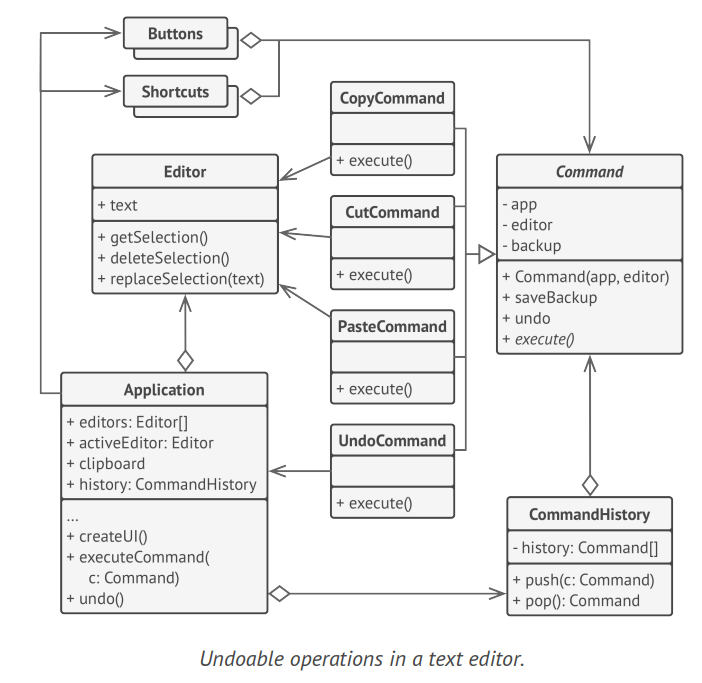 Buttons
Shortcuts
CopyCommand
+ execute()
Editor
+ text
+ getSelection()
+ deleteSelection()
+ replaceSelection(text)
CutCommand
+ execute()
Command
- app
- editor
- backup
+ Command(app, editor)
+ saveBackup
+ undo
+ execute()
PasteCommand
+ execute()
Application
+ editors: Editor[]
+ activeEditor: Editor
+ clipboard
+ history: CommandHistory
...
+ createUI()
+ executeCommand(
c: Command)
+ undo()
UndoCommand
+ execute()
CommandHistory
- history: Command[]
+ push(c: Command)
+ pop(): Command
Undoable operations in a text editor.